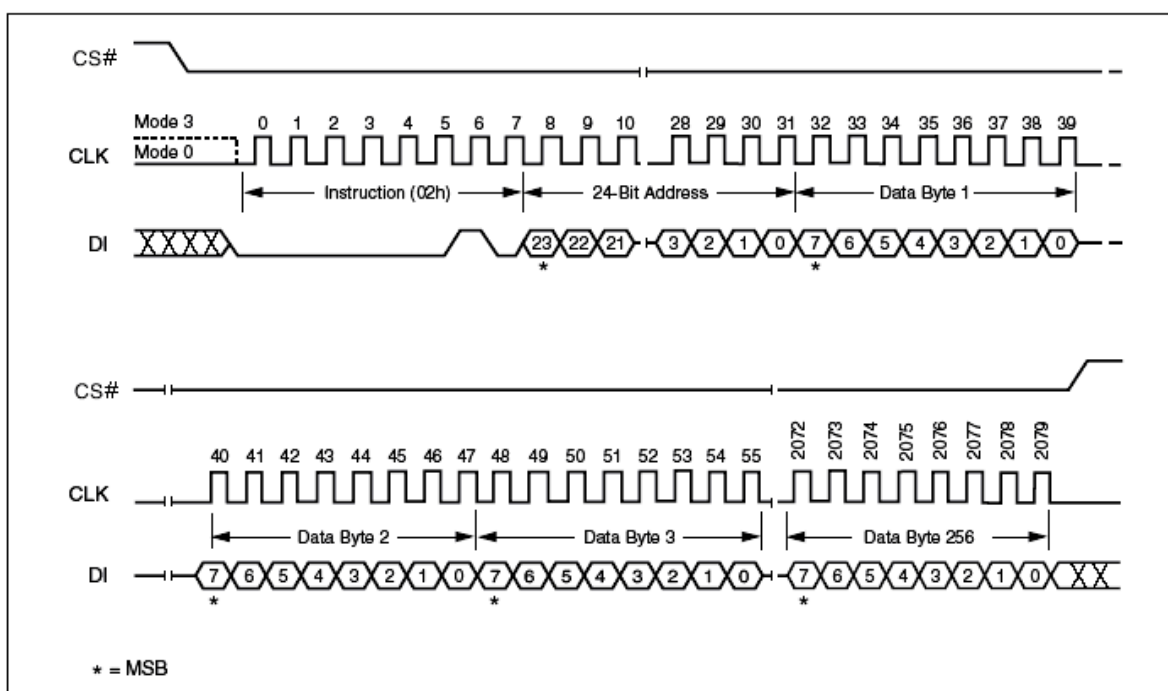 CS#
Mode 3
0 1 2 3 4 5 6 7 8 9 10 28 29 30 31 32 33 34 35 36 37 38 39
CLK
Mode 0
Instruction (02h) 24-Bit Address Data Byte 1
DI
23 22 21 3 2 1 0 7 6 5 4 3 2 1 0
* *
CS#
40 41 42 43 44 45 46 47 48 49 50 51 52 53 54 55 2072 2073 2074 2075 2076 2077 2078 2079
CLK
Data Byte 2 Data Byte 3 Data Byte 256
DI
7 6 5 4 3 2 1 0 7 6 5 4 3 2 1 0 7 6 5 4 3 2 1 0
* * *
* = MSB